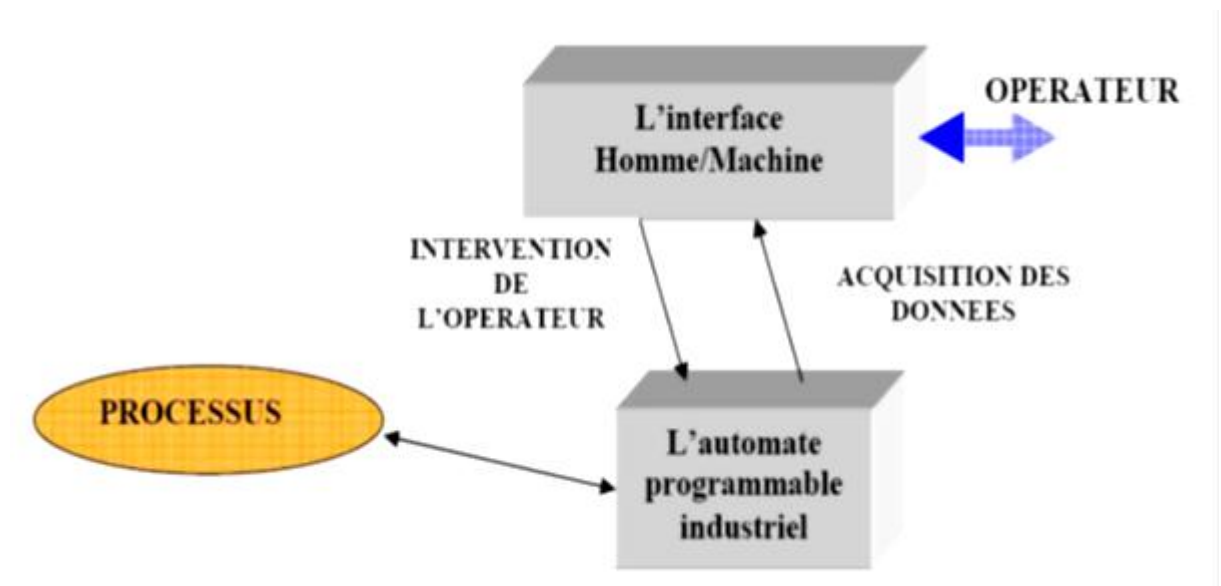 L'interface
Homme/Machine
OPERATEUR
INTERVENTION
DE
L'OPERATEUR
ACQUISITION DES
DONNEES
PROCESSUS
L'automate
programmable
industriel